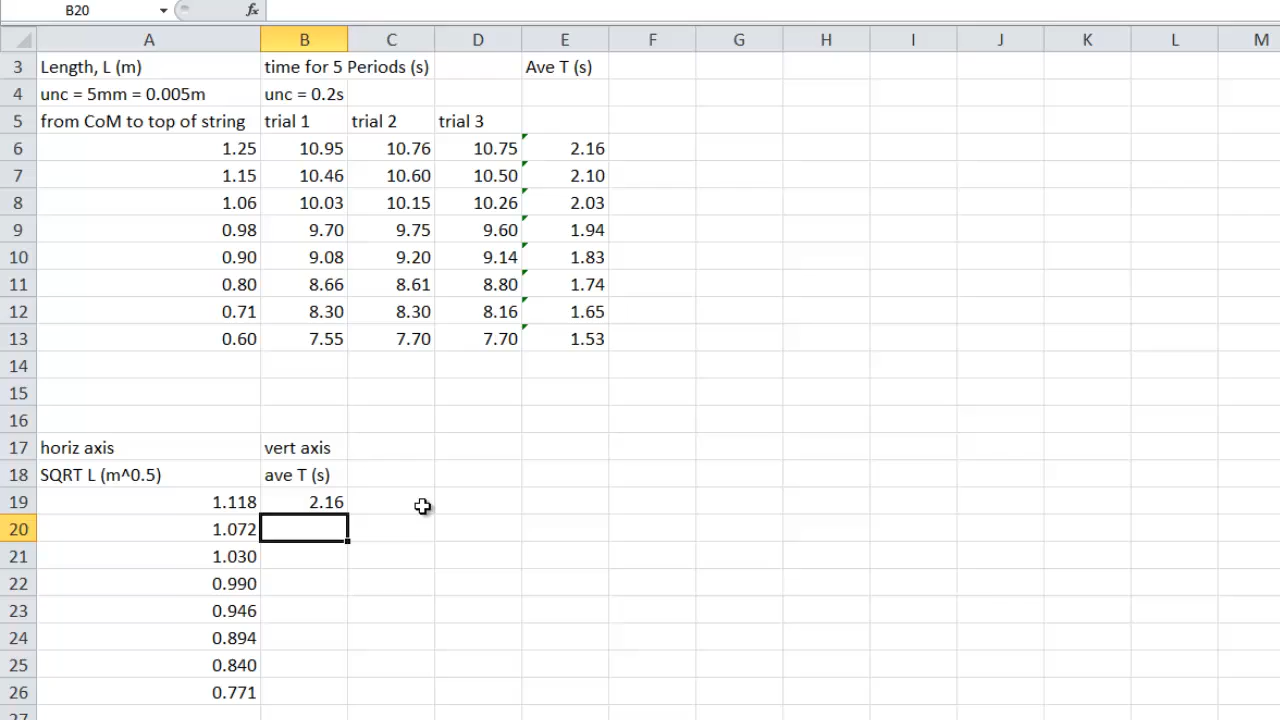 B20 fx
A B C D E F G H I J K L M
3 Length, L (m) time for 5 Periods (s) Ave T (s)
4 unc = 5mm = 0.005m unc = 0.2s
5 from CoM to top of string trial 1 trial 2 trial 3
6 1.25 10.95 10.76 10.75 2.16
7 1.15 10.46 10.60 10.50 2.10
8 1.06 10.03 10.15 10.26 2.03
9 0.98 9.70 9.75 9.60 1.94
10 0.90 9.08 9.20 9.14 1.83
11 0.80 8.66 8.61 8.80 1.74
12 0.71 8.30 8.30 8.16 1.65
13 0.60 7.55 7.70 7.70 1.53
14
15
16
17 horiz axis vert axis
18 SQRT L (m^0.5) ave T (s)
19 1.118 2.16
20 1.072
21 1.030
22 0.990
23 0.946
24 0.894
25 0.840
26 0.771
27